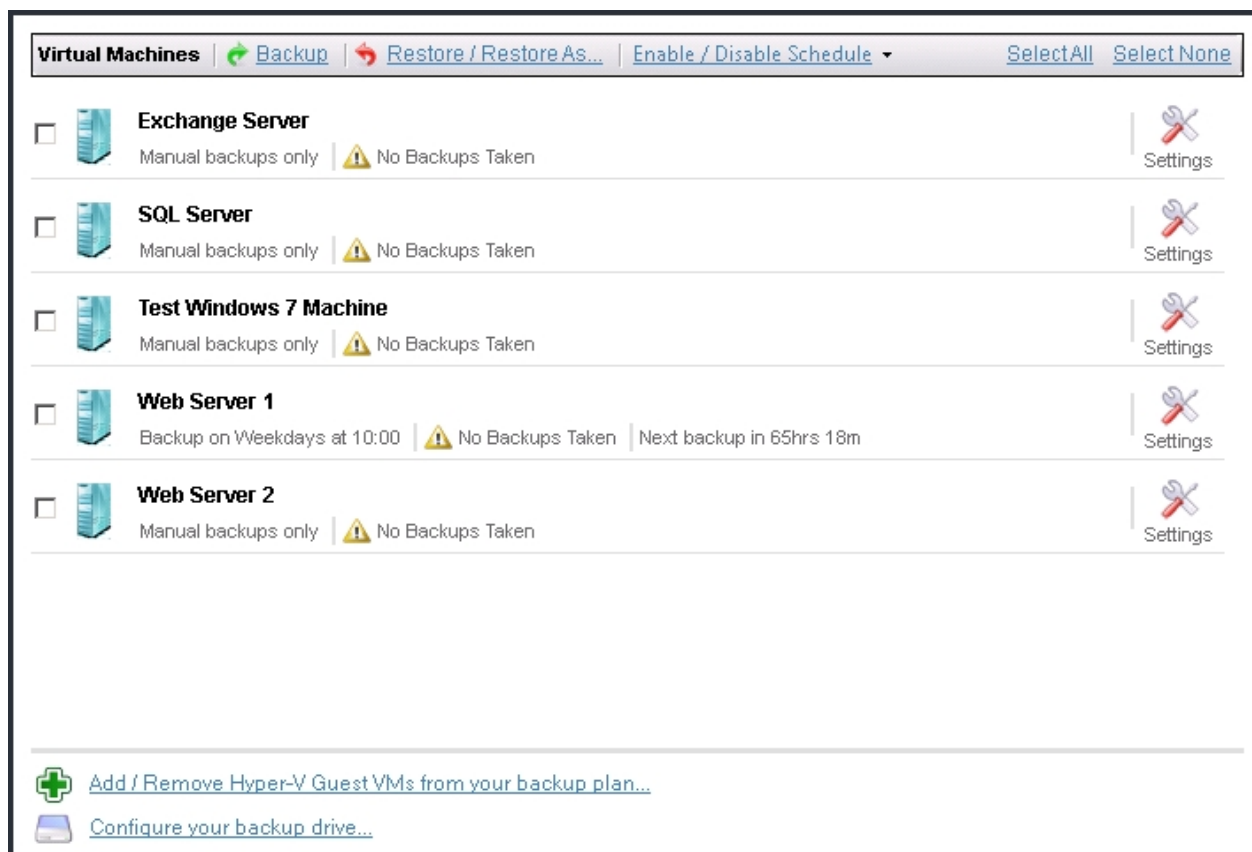 Virtual Machines Backup Restore / Restore As... Enable / Disable Schedule Select All Select None
Exchange Server
Manual backups only No Backups Taken
Settings
SQL Server
Manual backups only No Backups Taken
Settings
Test Windows 7 Machine
Manual backups only No Backups Taken
Settings
Web Server 1
Backup on Weekdays at 10:00 No Backups Taken Next backup in 65hrs 18m
Settings
Web Server 2
Manual backups only No Backups Taken
Settings
Add / Remove Hyper-V Guest VMs from your backup plan...
Configure your backup drive...